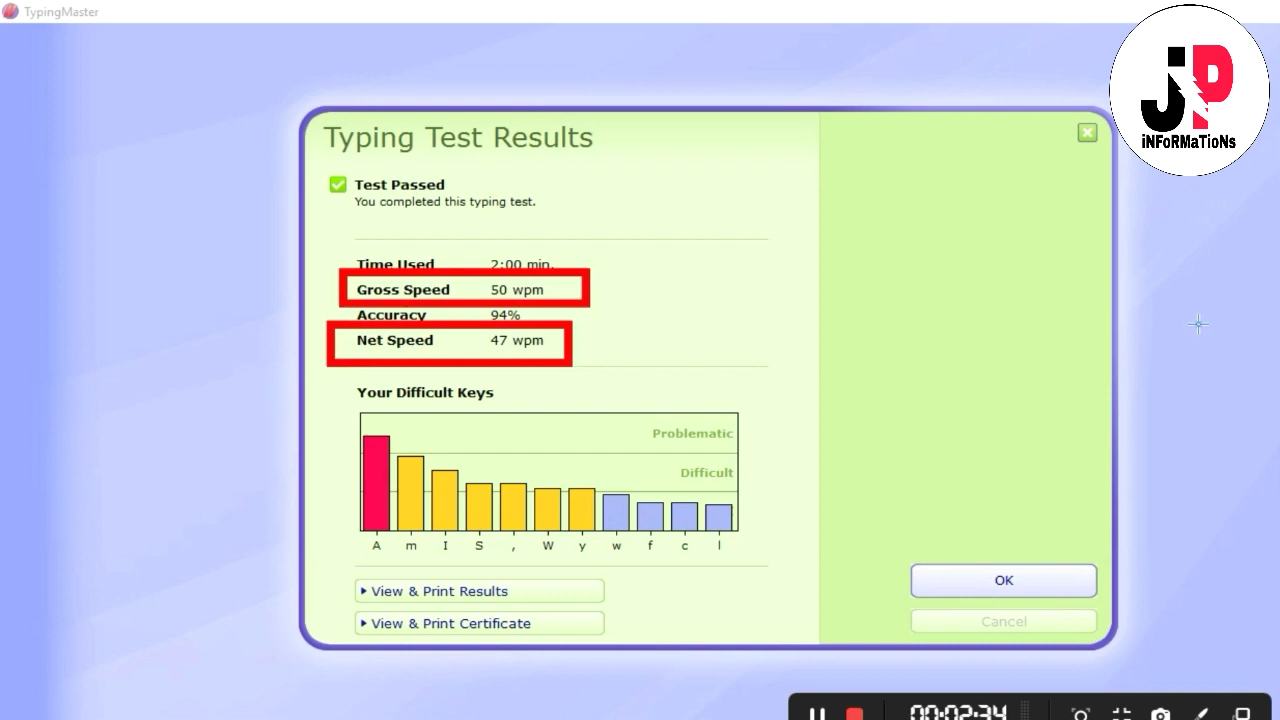 TypingMaster
JP
iNFoRMaTioNs
Typing Test Results
Test Passed
You completed this typing test.
Time Used 2:00 min.
Gross Speed 50 wpm
Accuracy 94%
Net Speed 47 wpm
Your Difficult Keys
Problematic
Difficult
A m I S , W y w f c l
View & Print Results
View & Print Certificate
OK
Cancel
00:02:34